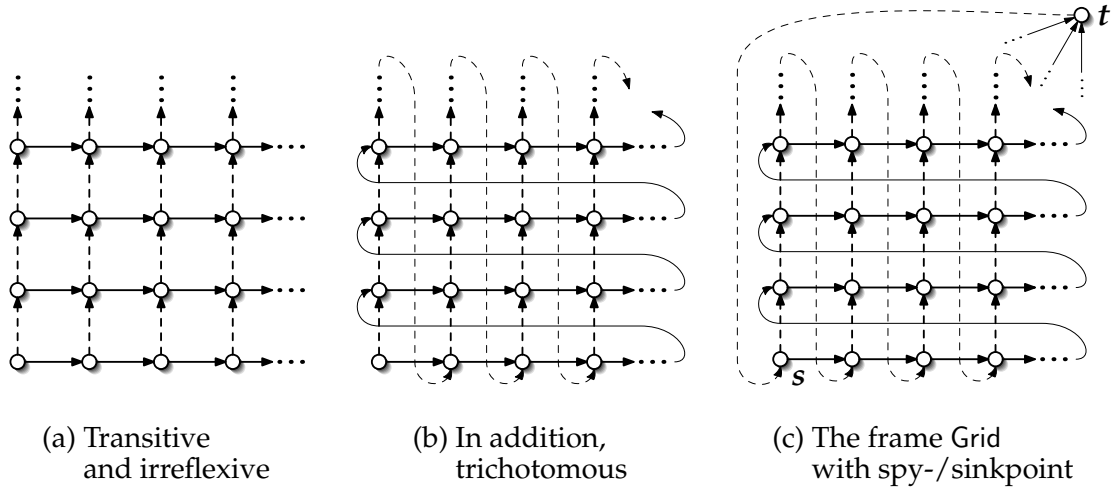 t
s
(a) Transitive
and irreflexive
(b) In addition,
trichotomous
(c) The frame Grid
with spy-/sinkpoint